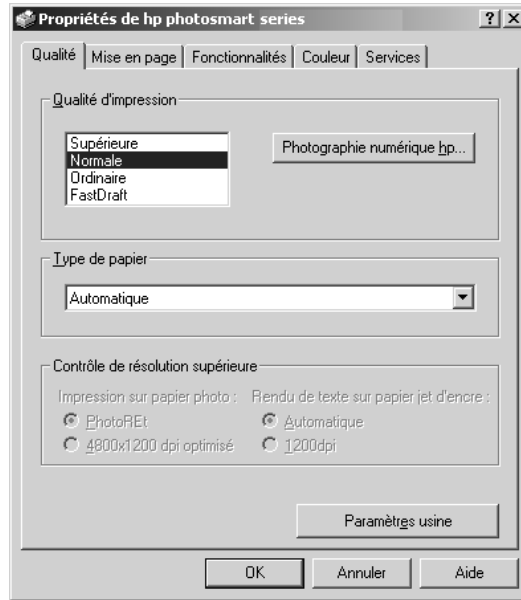 Propriétés de hp photosmart series
Qualité Mise en page Fonctionnalités Couleur Services
Qualité d'impression
Supérieure
Normale
Ordinaire
FastDraft
Photographie numérique hp...
Type de papier
Automatique
Contrôle de résolution supérieure
Impression sur papier photo : Rendu de texte sur papier jet d'encre :
PhotoREt Automatique
4800x1200 dpi optimisé 1200dpi
Paramètres usine
OK Annuler Aide